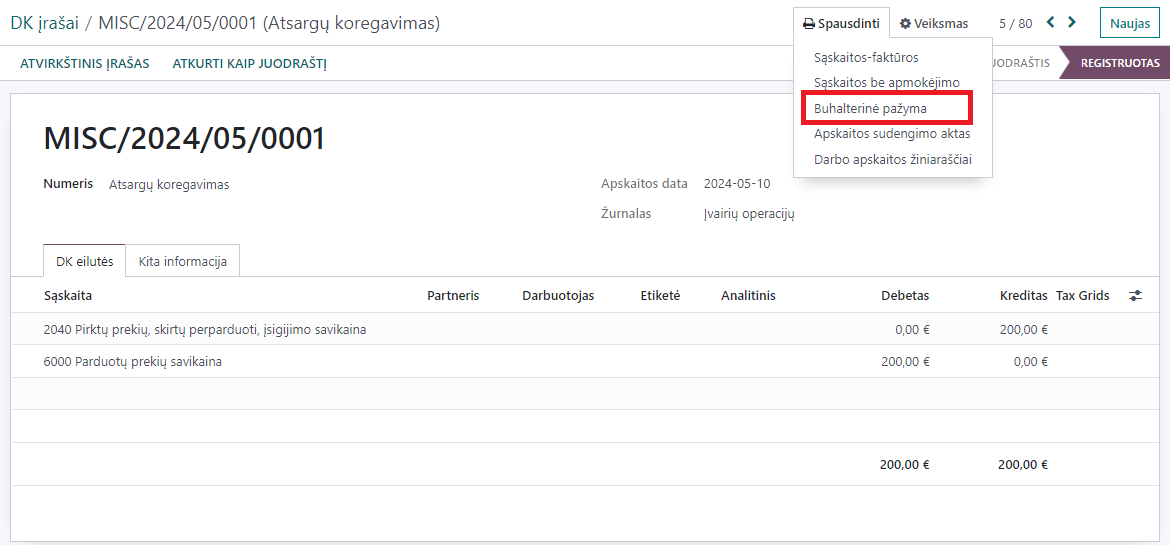 DK įrašai / MISC/2024/05/0001 (Atsargų koregavimas) Spausdinti Veiksmas 5 / 80 Naujas
ATVIRKŠTINIS ĮRAŠAS ATKURTI KAIP JUODRAŠTĮ UODRAŠTIS REGISTRUOTAS
Sąskaitos-faktūros
Sąskaitos be apmokėjimo
Buhalterinė pažyma
Apskaitos sudengimo aktas
Darbo apskaitos žiniaraščiai
MISC/2024/05/0001
Numeris Atsargų koregavimas Apskaitos data 2024-05-10
Žurnalas Įvairių operacijų
DK eilutės Kita informacija
Sąskaita Partneris Darbuotojas Etiketė Analitinis Debetas Kreditas Tax Grids
2040 Pirktų prekių, skirtų perparduoti, įsigijimo savikaina 0,00 € 200,00 €
6000 Parduotų prekių savikaina 200,00 € 0,00 €
200,00 € 200,00 €